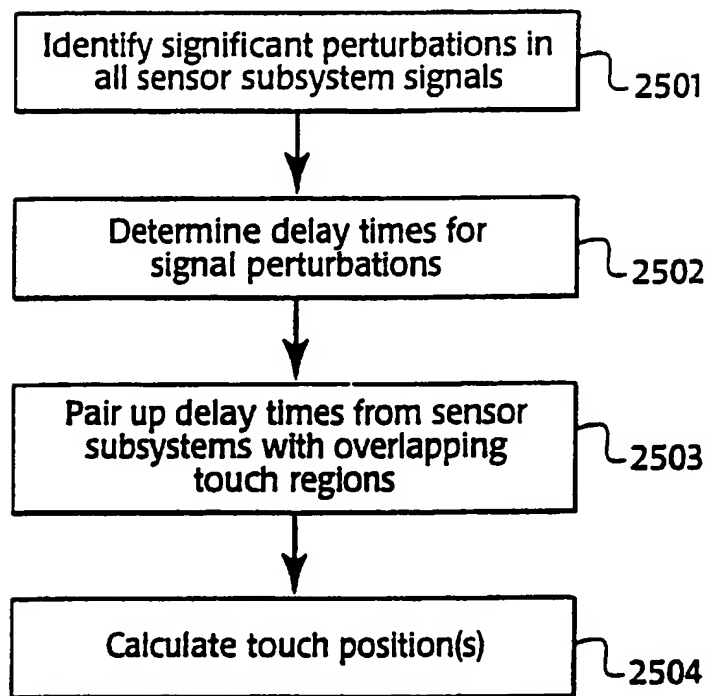 Identify significant perturbations in
all sensor subsystem signals
2501
Determine delay times for
signal perturbations
2502
Pair up delay times from sensor
subsystems with overlapping
touch regions
2503
Calculate touch position(s)
2504